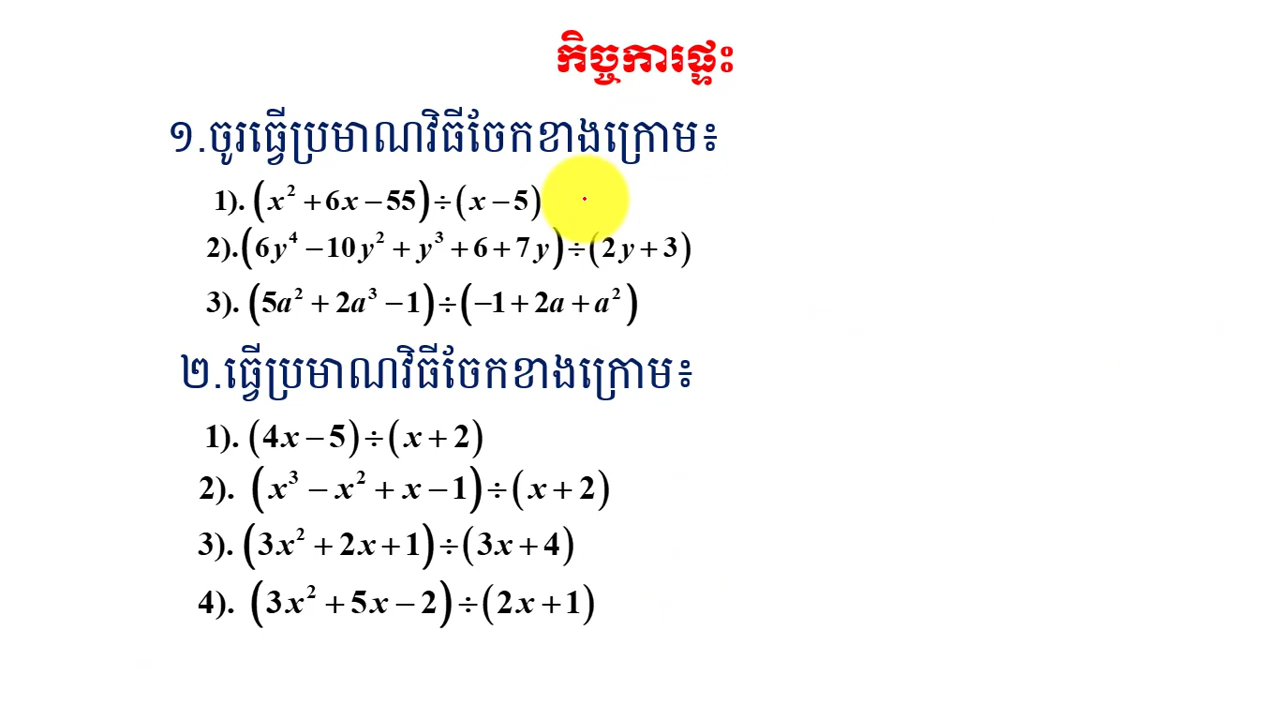 កិច្ចការផ្ទះ
១.ចូរធ្វើប្រមាណវិធីចែកខាងក្រោម៖
1). (x² + 6x − 55) ÷ (x − 5)
2).(6y⁴ − 10y² + y³ + 6 + 7y) ÷ (2y + 3)
3). (5a² + 2a³ − 1) ÷ (−1 + 2a + a²)
២.ធ្វើប្រមាណវិធីចែកខាងក្រោម៖
1). (4x − 5) ÷ (x + 2)
2). (x³ − x² + x − 1) ÷ (x + 2)
3). (3x² + 2x + 1) ÷ (3x + 4)
4). (3x² + 5x − 2) ÷ (2x + 1)